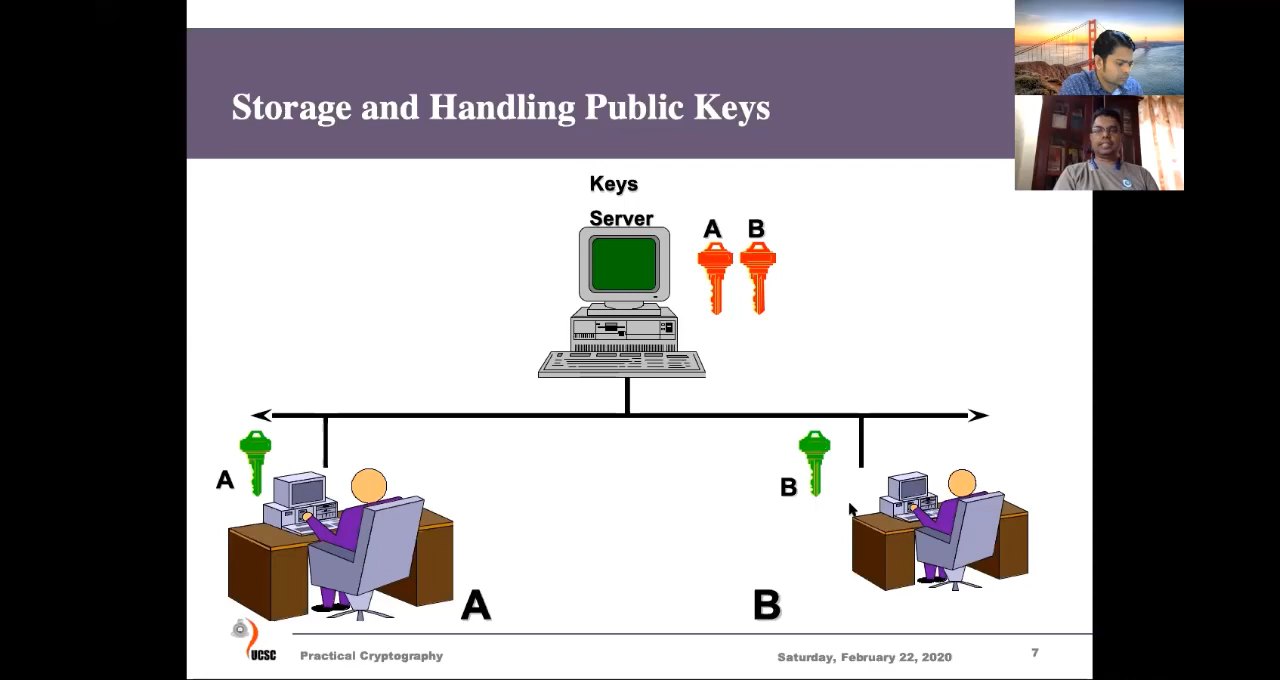 Storage and Handling Public Keys
Keys
Server
A B
A
B
A
B
UCSC
Practical Cryptography
Saturday, February 22, 2020
7